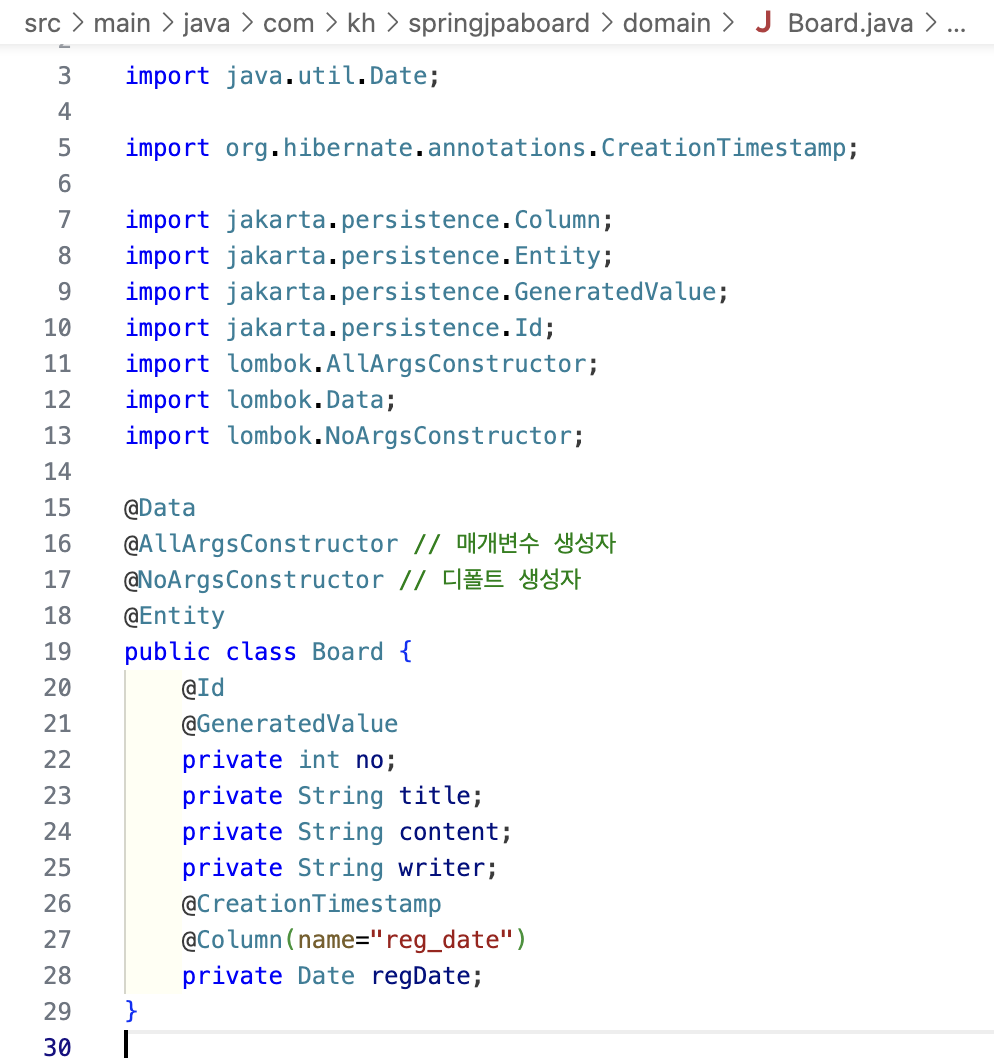 src > main > java > com > kh > springjpaboard > domain > J Board.java > ...
3 import java.util.Date;
4
5 import org.hibernate.annotations.CreationTimestamp;
6
7 import jakarta.persistence.Column;
8 import jakarta.persistence.Entity;
9 import jakarta.persistence.GeneratedValue;
10 import jakarta.persistence.Id;
11 import lombok.AllArgsConstructor;
12 import lombok.Data;
13 import lombok.NoArgsConstructor;
14
15 @Data
16 @AllArgsConstructor // 매개변수 생성자
17 @NoArgsConstructor // 디폴트 생성자
18 @Entity
19 public class Board {
20     @Id
21     @GeneratedValue
22     private int no;
23     private String title;
24     private String content;
25     private String writer;
26     @CreationTimestamp
27     @Column(name="reg_date")
28     private Date regDate;
29 }
30